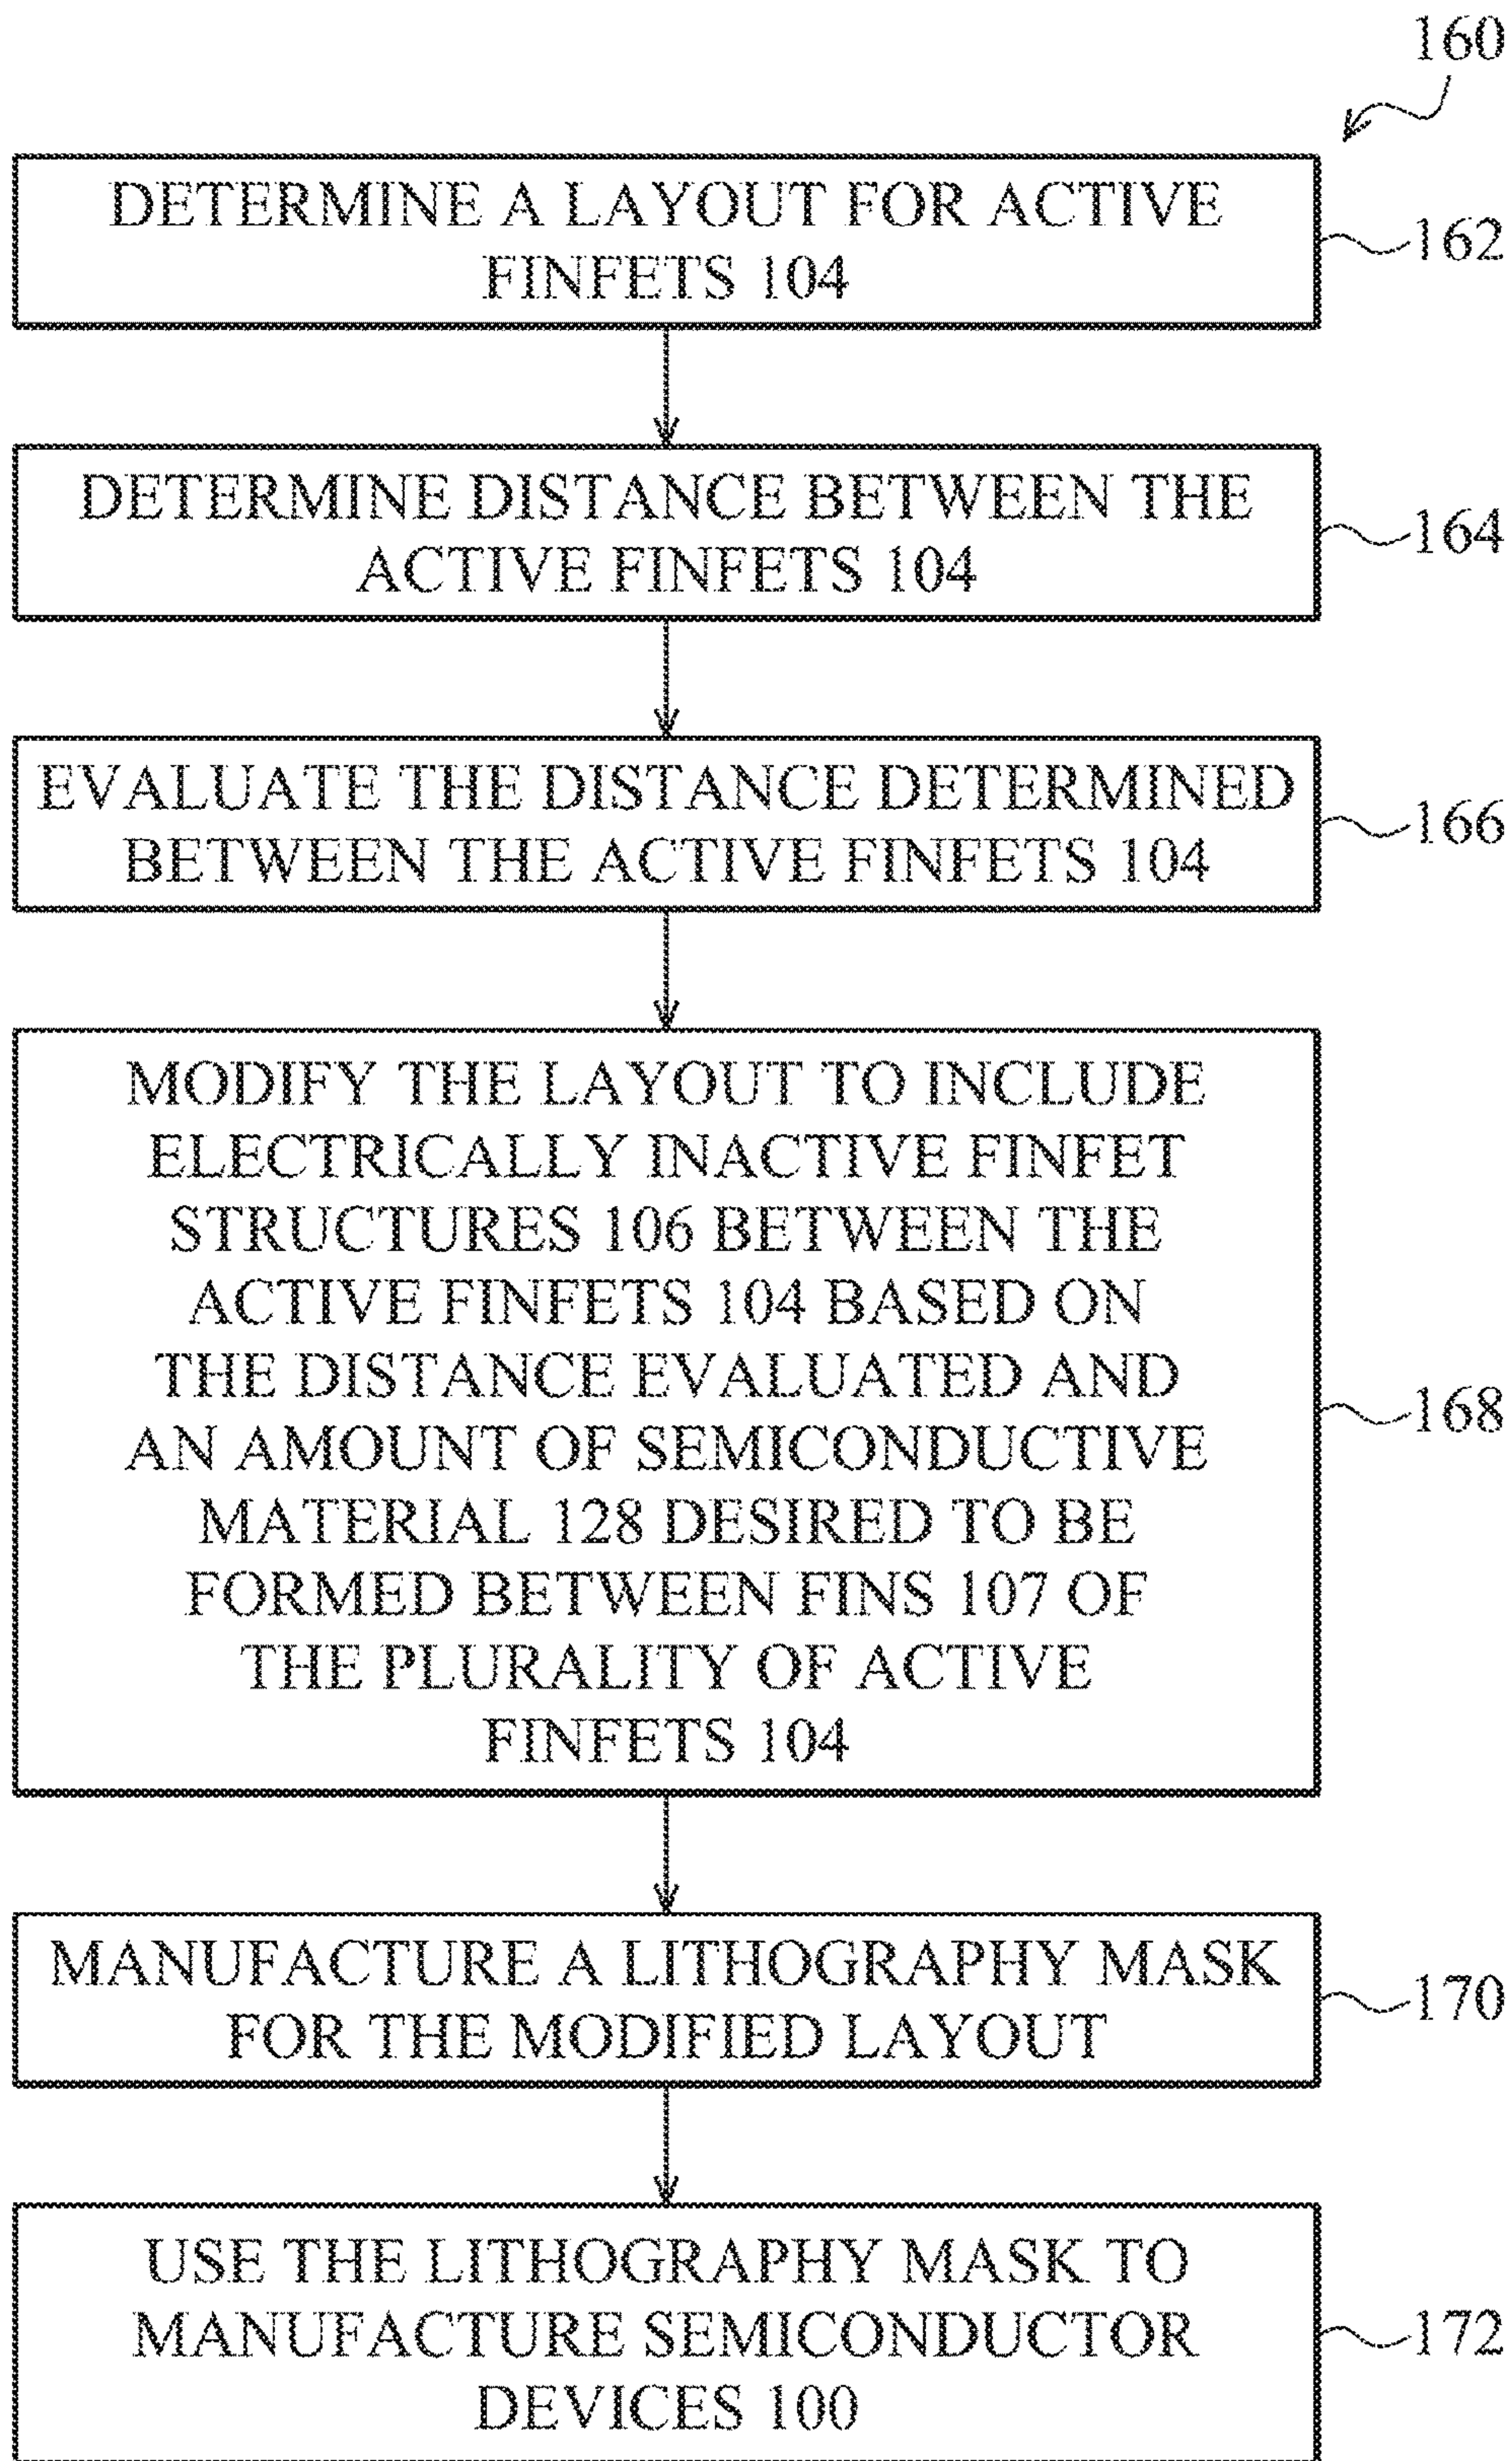 160
DETERMINE A LAYOUT FOR ACTIVE
FINFETS 104
162
DETERMINE DISTANCE BETWEEN THE
ACTIVE FINFETS 104
164
EVALUATE THE DISTANCE DETERMINED
BETWEEN THE ACTIVE FINFETS 104
166
MODIFY THE LAYOUT TO INCLUDE
ELECTRICALLY INACTIVE FINFET
STRUCTURES 106 BETWEEN THE
ACTIVE FINFETS 104 BASED ON
THE DISTANCE EVALUATED AND
AN AMOUNT OF SEMICONDUCTIVE
MATERIAL 128 DESIRED TO BE
FORMED BETWEEN FINS 107 OF
THE PLURALITY OF ACTIVE
FINFETS 104
168
MANUFACTURE A LITHOGRAPHY MASK
FOR THE MODIFIED LAYOUT
170
USE THE LITHOGRAPHY MASK TO
MANUFACTURE SEMICONDUCTOR
DEVICES 100
172